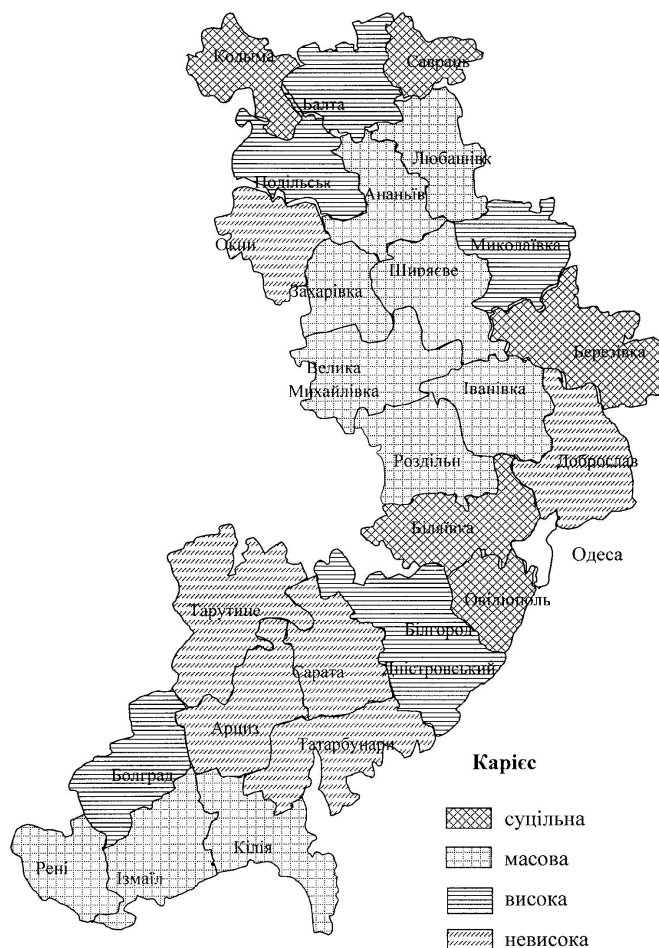 Кодыма
Саврань
Балта
Любашівк
Подільськ
Ананьїв
Окни
Миколаївка
Ширяєве
Захарівка
Березівка
Велика
Михайлівка
Іванівка
Роздільн
Доброслав
Біляївка
Одеса
Овідіополь
Тарутине
Білгород
Дністровський
Сарата
Арциз
Татарбунари
Болград
Кілія
Рені
Ізмаїл
Карієс
суцільна
масова
висока
невисока